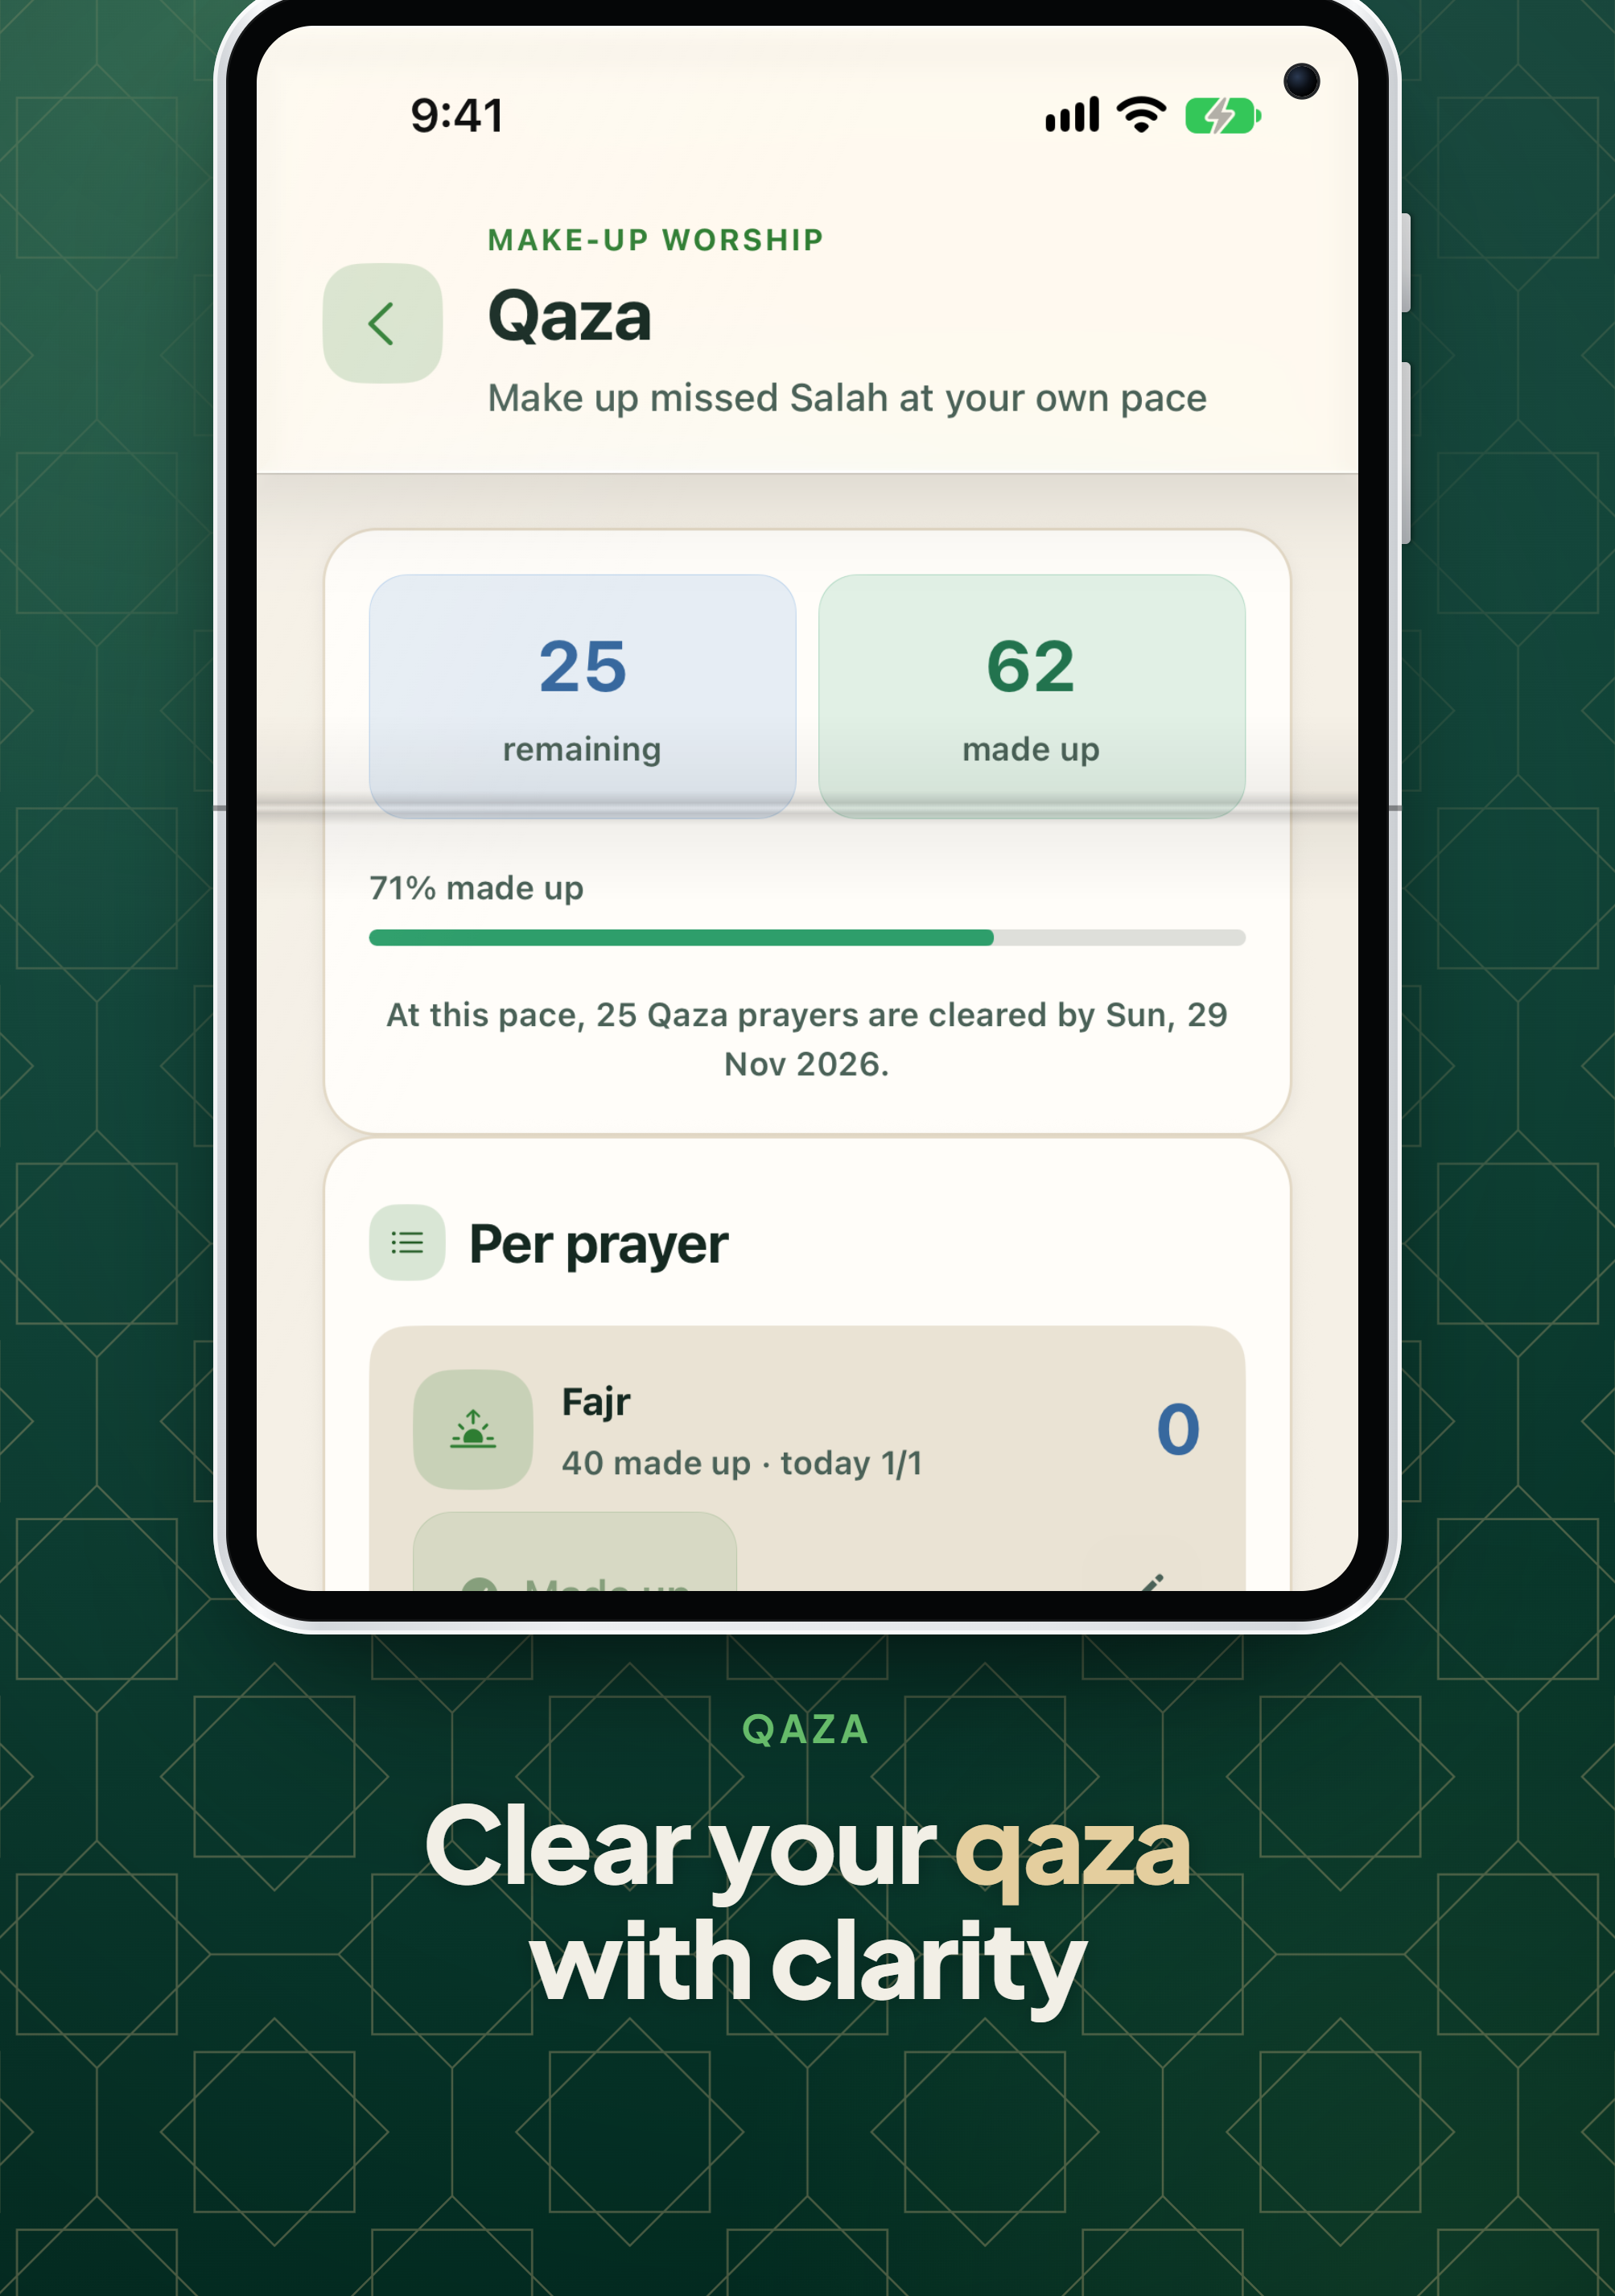 9:41
MAKE-UP WORSHIP
Qaza
Make up missed Salah at your own pace
25
remaining
62
made up
71% made up
At this pace, 25 Qaza prayers are cleared by Sun, 29
Nov 2026.
Per prayer
Fajr
40 made up · today 1/1
0
Made up
QAZA
Clear your qaza
with clarity